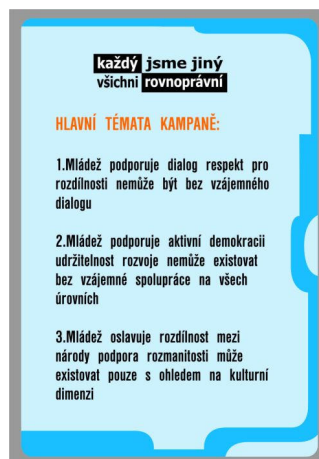 každý jsme jiný
všichni rovnoprávní
HLAVNÍ TÉMATA KAMPANĚ:
1.Mládež podporuje dialog respekt pro
rozdílnosti nemůže být bez vzájemného
dialogu
2.Mládež podporuje aktivní demokracii
udržitelnost rozvoje nemůže existovat
bez vzájemné spolupráce na všech
úrovních
3.Mládež oslavuje rozdílnost mezi
národy podpora rozmanitosti může
existovat pouze s ohledem na kulturní
dimenzi